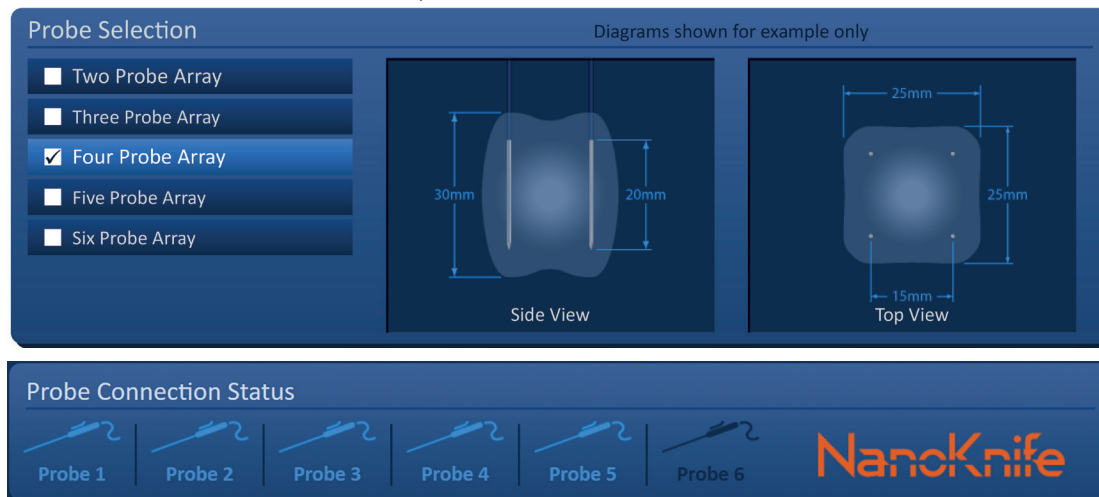 Probe Selection
Diagrams shown for example only
Two Probe Array
Three Probe Array
Four Probe Array
Five Probe Array
Six Probe Array
30mm
20mm
Side View
25mm
25mm
15mm
Top View
Probe Connection Status
Probe 1
Probe 2
Probe 3
Probe 4
Probe 5
Probe 6
NanoKnife